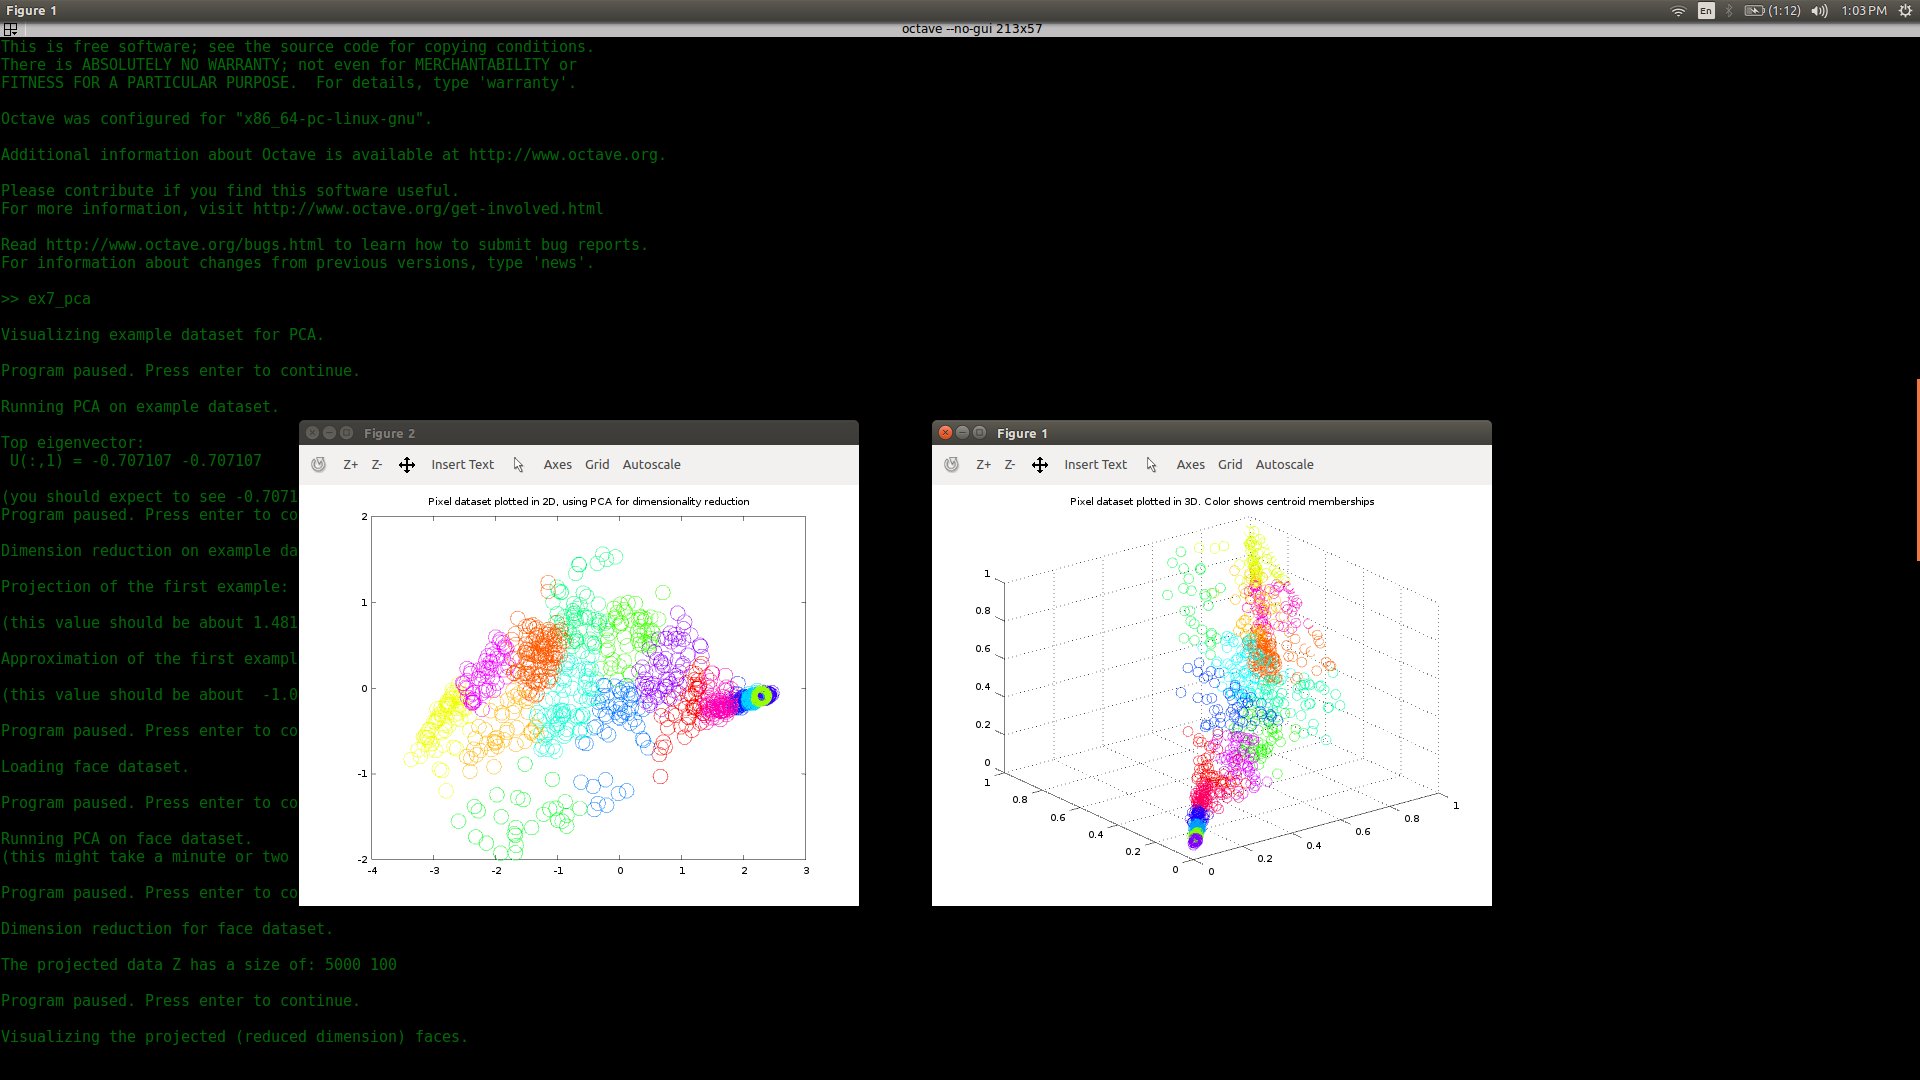 Figure 1
En
(1:12)
1:03 PM
octave --no-gui 213x57
This is free software; see the source code for copying conditions.
There is ABSOLUTELY NO WARRANTY; not even for MERCHANTABILITY or
FITNESS FOR A PARTICULAR PURPOSE.  For details, type 'warranty'.
Octave was configured for "x86_64-pc-linux-gnu".
Additional information about Octave is available at http://www.octave.org.
Please contribute if you find this software useful.
For more information, visit http://www.octave.org/get-involved.html
Read http://www.octave.org/bugs.html to learn how to submit bug reports.
For information about changes from previous versions, type 'news'.
>> ex7_pca
Visualizing example dataset for PCA.
Program paused. Press enter to continue.
Running PCA on example dataset.
Top eigenvector:
U(:,1) = -0.707107 -0.707107
(you should expect to see -0.7071
Program paused. Press enter to co
Dimension reduction on example da
Projection of the first example:
(this value should be about 1.481
Approximation of the first exampl
(this value should be about  -1.0
Program paused. Press enter to co
Loading face dataset.
Program paused. Press enter to co
Running PCA on face dataset.
(this might take a minute or two
Program paused. Press enter to co
Dimension reduction for face dataset.
The projected data Z has a size of: 5000 100
Program paused. Press enter to continue.
Visualizing the projected (reduced dimension) faces.
Figure 2
Z+ Z- Insert Text Axes Grid Autoscale
Pixel dataset plotted in 2D, using PCA for dimensionality reduction
2
1
0
-1
-2
-4 -3 -2 -1 0 1 2 3
Figure 1
Z+ Z- Insert Text Axes Grid Autoscale
Pixel dataset plotted in 3D. Color shows centroid memberships
1
0.8
0.6
0.4
0.2
0
1
0.8
0.6
0.4
0.2
0
0
0.2
0.4
0.6
0.8
1